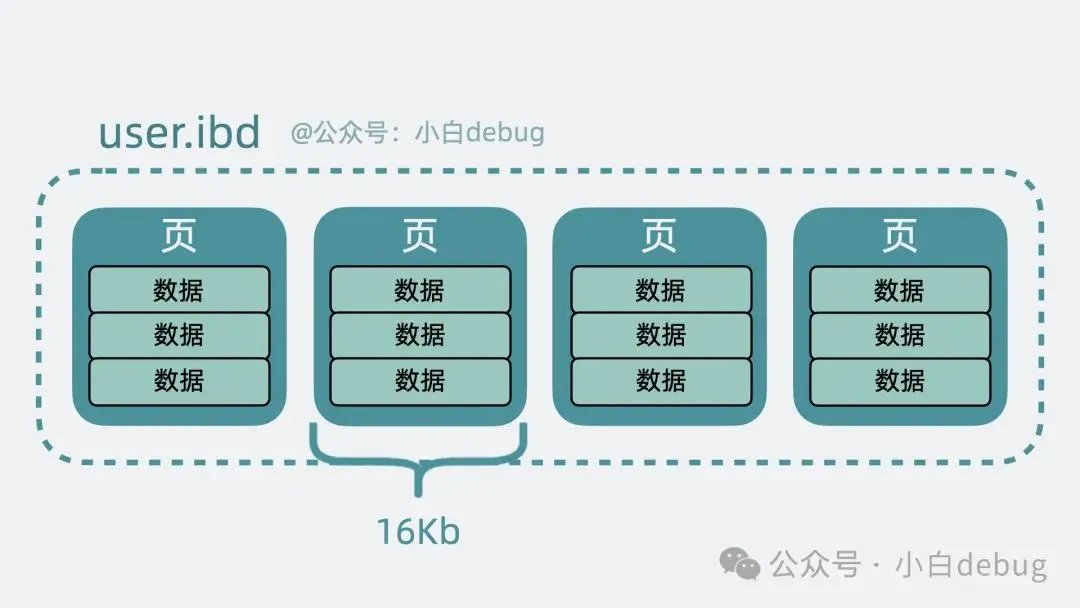 user.ibd @公众号：小白debug
页 页 页 页
数据 数据 数据 数据
数据 数据 数据 数据
数据 数据 数据 数据
16Kb
公众号 · 小白debug